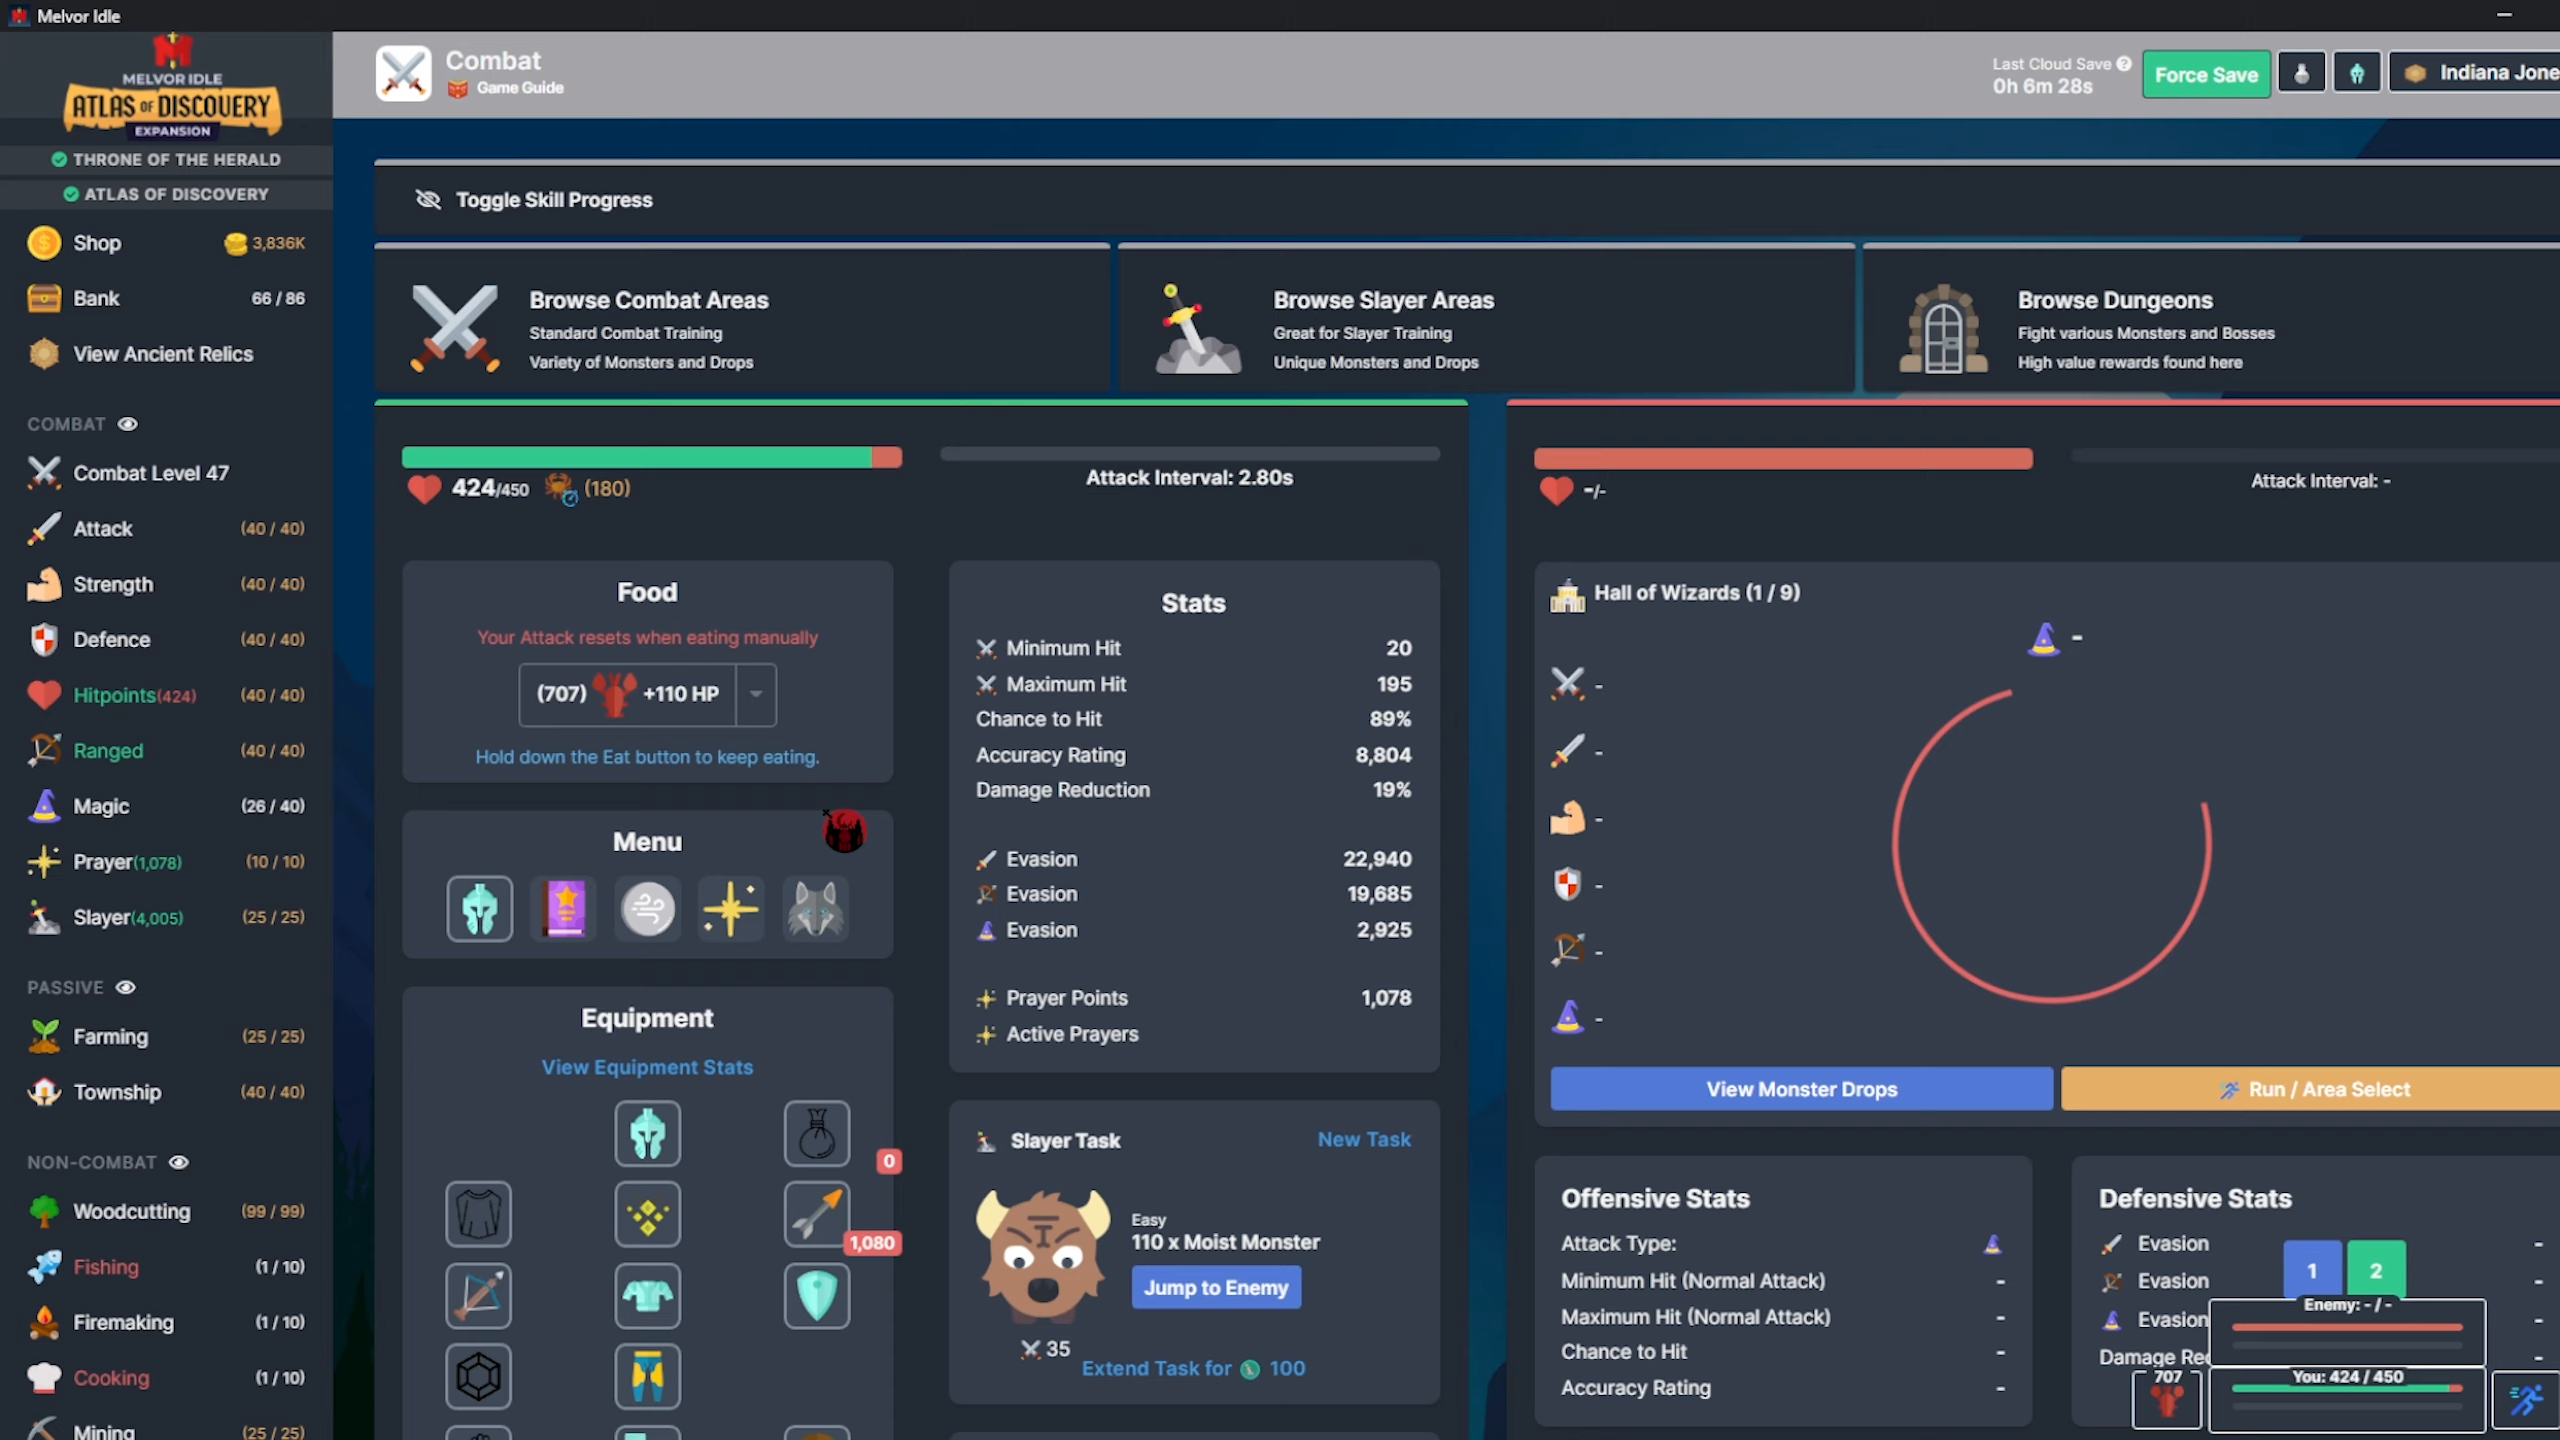 Melvor Idle
MELVOR IDLE
ATLAS OF DISCOVERY
EXPANSION
THRONE OF THE HERALD
ATLAS OF DISCOVERY
Shop 3,836K
Bank 66 / 86
View Ancient Relics
COMBAT
Combat Level 47
Attack (40 / 40)
Strength (40 / 40)
Defence (40 / 40)
Hitpoints(424) (40 / 40)
Ranged (40 / 40)
Magic (26 / 40)
Prayer(1,078) (10 / 10)
Slayer(4,005) (25 / 25)
PASSIVE
Farming (25 / 25)
Township (40 / 40)
NON-COMBAT
Woodcutting (99 / 99)
Fishing (1 / 10)
Firemaking (1 / 10)
Cooking (1 / 10)
Mining (25 / 25)
Combat
Game Guide
Last Cloud Save
0h 6m 28s
Force Save
Indiana Jone
Toggle Skill Progress
Browse Combat Areas
Standard Combat Training
Variety of Monsters and Drops
Browse Slayer Areas
Great for Slayer Training
Unique Monsters and Drops
Browse Dungeons
Fight various Monsters and Bosses
High value rewards found here
424/450 (180)
Attack Interval: 2.80s
Food
Your Attack resets when eating manually
(707) +110 HP
Hold down the Eat button to keep eating.
Menu
Equipment
View Equipment Stats
0
1,080
Stats
Minimum Hit 20
Maximum Hit 195
Chance to Hit 89%
Accuracy Rating 8,804
Damage Reduction 19%
Evasion 22,940
Evasion 19,685
Evasion 2,925
Prayer Points 1,078
Active Prayers
Slayer Task New Task
Easy
110 x Moist Monster
Jump to Enemy
35
Extend Task for 100
-/-
Attack Interval: -
Hall of Wizards (1 / 9)
-
-
-
-
-
-
-
View Monster Drops
Run / Area Select
Offensive Stats
Attack Type:
Minimum Hit (Normal Attack) -
Maximum Hit (Normal Attack) -
Chance to Hit -
Accuracy Rating -
Defensive Stats
Evasion -
Evasion -
Evasion -
Damage Rec -
1 2
Enemy: - / -
707
You: 424 / 450